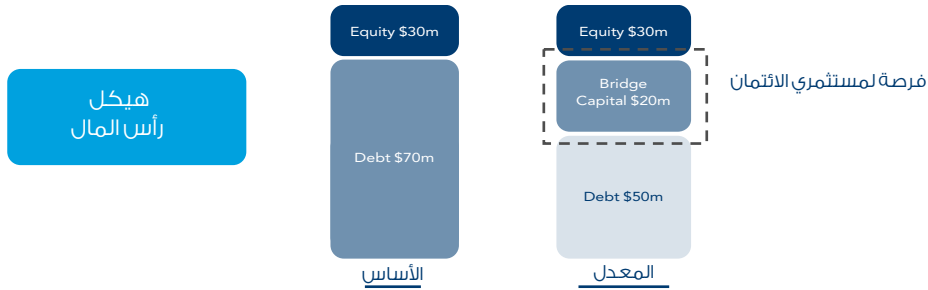 هيكل
رأس المال
Equity $30m
Debt $70m
الأساس
Equity $30m
Bridge
Capital $20m
Debt $50m
المعدل
فرصة لمستثمري الائتمان